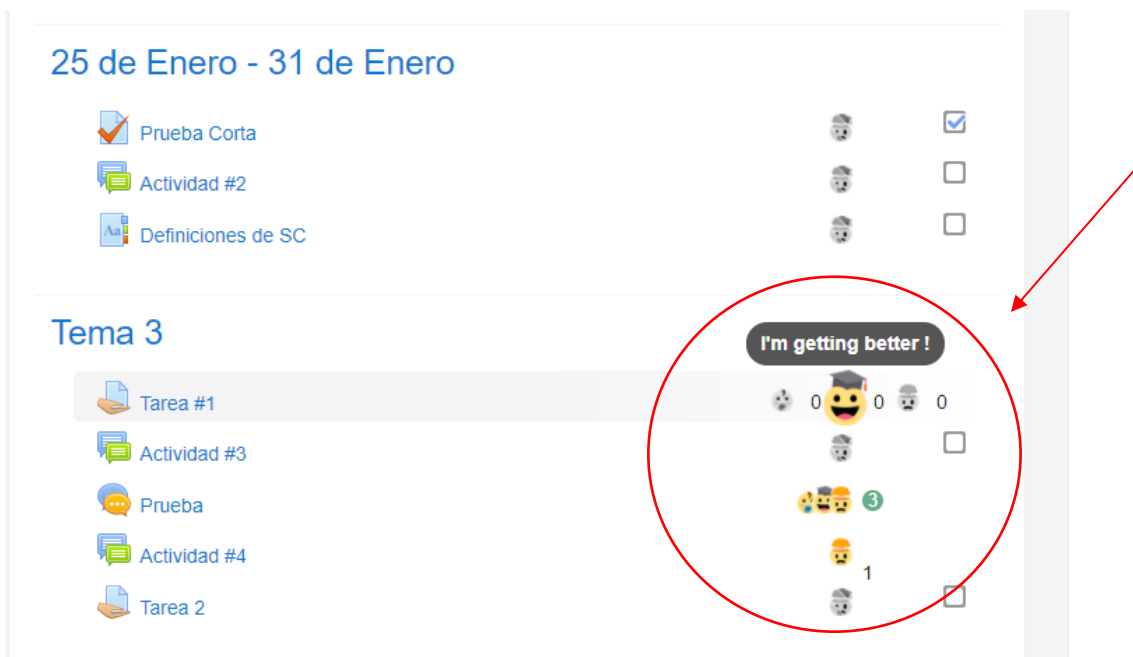 25 de Enero - 31 de Enero
Prueba Corta
Actividad #2
Aa
Definiciones de SC
Tema 3
I'm getting better !
Tarea #1
0 0 0
Actividad #3
Prueba
3
Actividad #4
1
Tarea 2